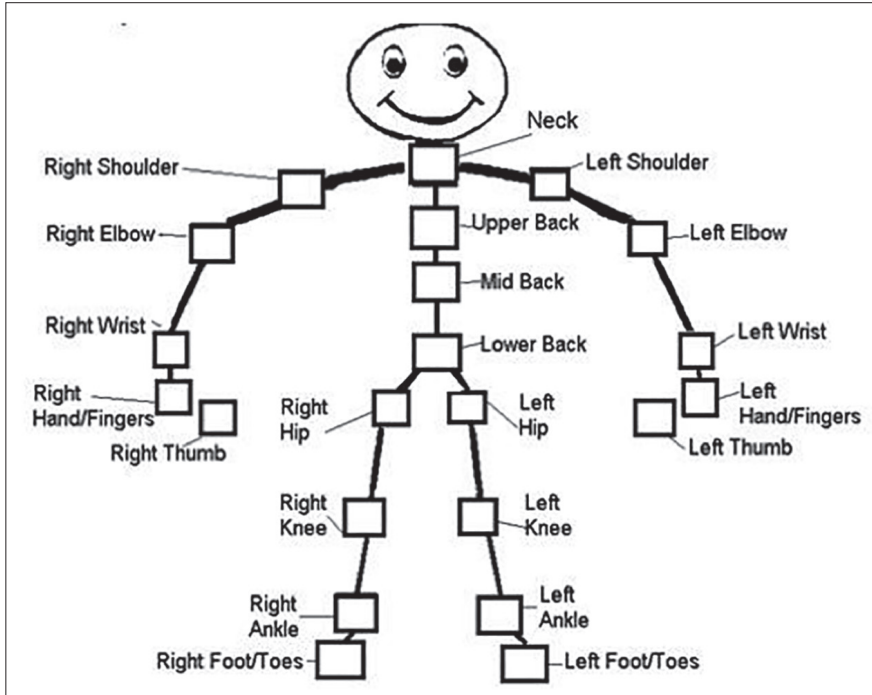 Neck
Right Shoulder
Left Shoulder
Right Elbow
Upper Back
Left Elbow
Mid Back
Right Wrist
Left Wrist
Lower Back
Right
Hand/Fingers
Right
Hip
Left
Hip
Left
Hand/Fingers
Right Thumb
Left Thumb
Right
Knee
Left
Knee
Right
Ankle
Left
Ankle
Right Foot/Toes
Left Foot/Toes